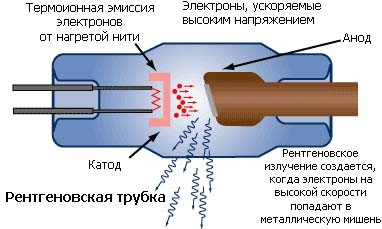 Термоионная эмиссия
электронов
от нагретой нити
Электроны, ускоряемые
высоким напряжением
Анод
Катод
Рентгеновская трубка
Рентгеновское
излучение создается,
когда электроны на
высокой скорости
попадают
в металлическую мишень